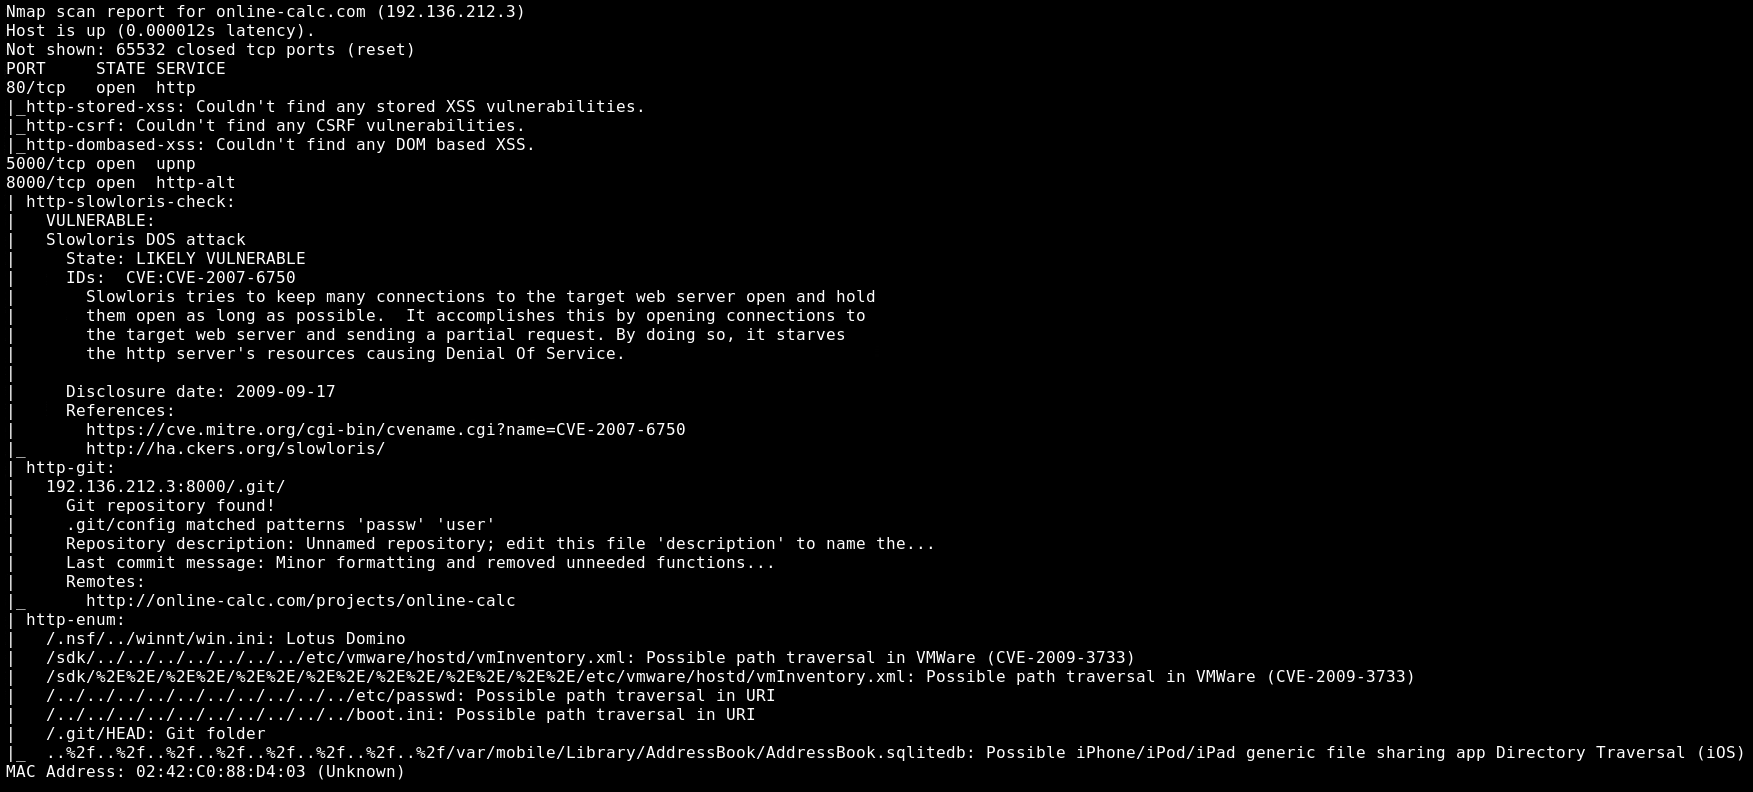 Nmap scan report for online-calc.com (192.136.212.3)
Host is up (0.000012s latency).
Not shown: 65532 closed tcp ports (reset)
PORT     STATE SERVICE
80/tcp   open  http
|_http-stored-xss: Couldn't find any stored XSS vulnerabilities.
|_http-csrf: Couldn't find any CSRF vulnerabilities.
|_http-dombased-xss: Couldn't find any DOM based XSS.
5000/tcp open  upnp
8000/tcp open  http-alt
| http-slowloris-check:
|   VULNERABLE:
|   Slowloris DOS attack
|     State: LIKELY VULNERABLE
|     IDs:  CVE:CVE-2007-6750
|       Slowloris tries to keep many connections to the target web server open and hold
|       them open as long as possible.  It accomplishes this by opening connections to
|       the target web server and sending a partial request. By doing so, it starves
|       the http server's resources causing Denial Of Service.
|
|     Disclosure date: 2009-09-17
|     References:
|       https://cve.mitre.org/cgi-bin/cvename.cgi?name=CVE-2007-6750
|_      http://ha.ckers.org/slowloris/
| http-git:
|   192.136.212.3:8000/.git/
|     Git repository found!
|     .git/config matched patterns 'passw' 'user'
|     Repository description: Unnamed repository; edit this file 'description' to name the...
|     Last commit message: Minor formatting and removed unneeded functions...
|     Remotes:
|_      http://online-calc.com/projects/online-calc
| http-enum:
|   /.nsf/../winnt/win.ini: Lotus Domino
|   /sdk/../../../../../../../etc/vmware/hostd/vmInventory.xml: Possible path traversal in VMWare (CVE-2009-3733)
|   /sdk/%2E%2E/%2E%2E/%2E%2E/%2E%2E/%2E%2E/%2E%2E/%2E%2E/etc/vmware/hostd/vmInventory.xml: Possible path traversal in VMWare (CVE-2009-3733)
|   /../../../../../../../../../../etc/passwd: Possible path traversal in URI
|   /../../../../../../../../../../boot.ini: Possible path traversal in URI
|   /.git/HEAD: Git folder
|_  ..%2f..%2f..%2f..%2f..%2f..%2f..%2f..%2f/var/mobile/Library/AddressBook/AddressBook.sqlitedb: Possible iPhone/iPod/iPad generic file sharing app Directory Traversal (iOS)
MAC Address: 02:42:C0:88:D4:03 (Unknown)